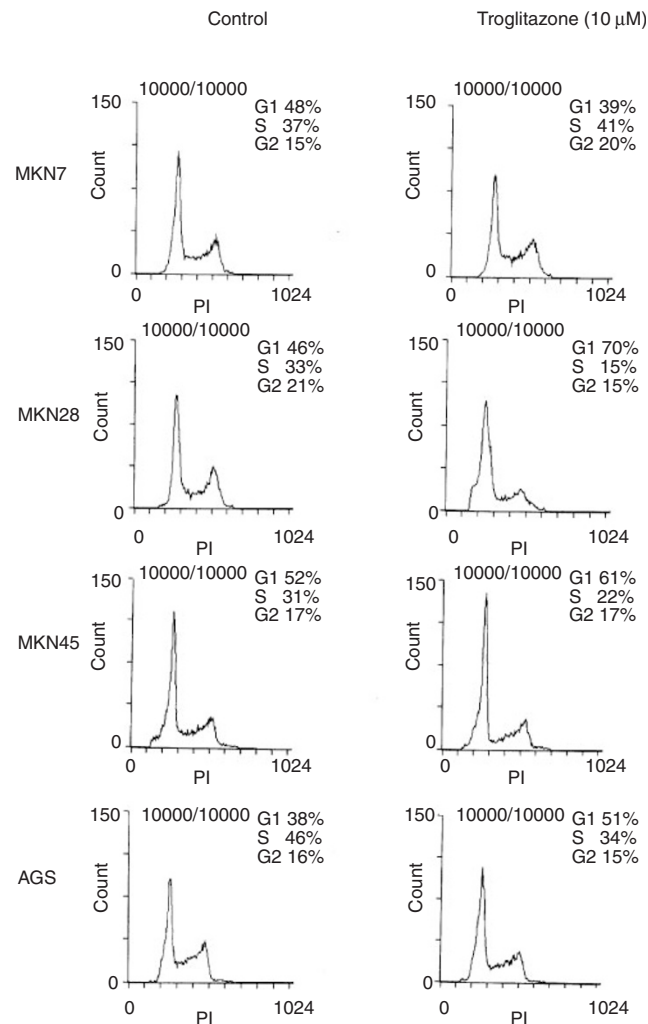 Control
Troglitazone (10 μM)
MKN7
10000/10000
G1 48%
S 37%
G2 15%
150
Count
0
0
1024
PI
10000/10000
G1 39%
S 41%
G2 20%
150
Count
0
0
1024
PI
MKN28
10000/10000
G1 46%
S 33%
G2 21%
150
Count
0
0
1024
PI
10000/10000
G1 70%
S 15%
G2 15%
150
Count
0
0
1024
PI
MKN45
10000/10000
G1 52%
S 31%
G2 17%
150
Count
0
0
1024
PI
10000/10000
G1 61%
S 22%
G2 17%
150
Count
0
0
1024
PI
AGS
10000/10000
G1 38%
S 46%
G2 16%
150
Count
0
0
1024
PI
10000/10000
G1 51%
S 34%
G2 15%
150
Count
0
0
1024
PI